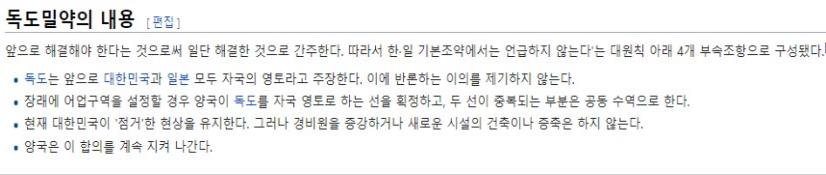 독도밀약의 내용 [편집]
앞으로 해결해야 한다는 것으로써 일단 해결한 것으로 간주한다. 따라서 한·일 기본조약에서는 언급하지 않는다'는 대원칙 아래 4개 부속조항으로 구성됐다.
• 독도는 앞으로 대한민국과 일본 모두 자국의 영토라고 주장한다. 이에 반론하는 이의를 제기하지 않는다.
• 장래에 어업구역을 설정할 경우 양국이 독도를 자국 영토로 하는 선을 획정하고, 두 선이 중복되는 부분은 공동 수역으로 한다.
• 현재 대한민국이 '점거'한 현상을 유지한다. 그러나 경비원을 증강하거나 새로운 시설의 건축이나 증축은 하지 않는다.
• 양국은 이 합의를 계속 지켜 나간다.